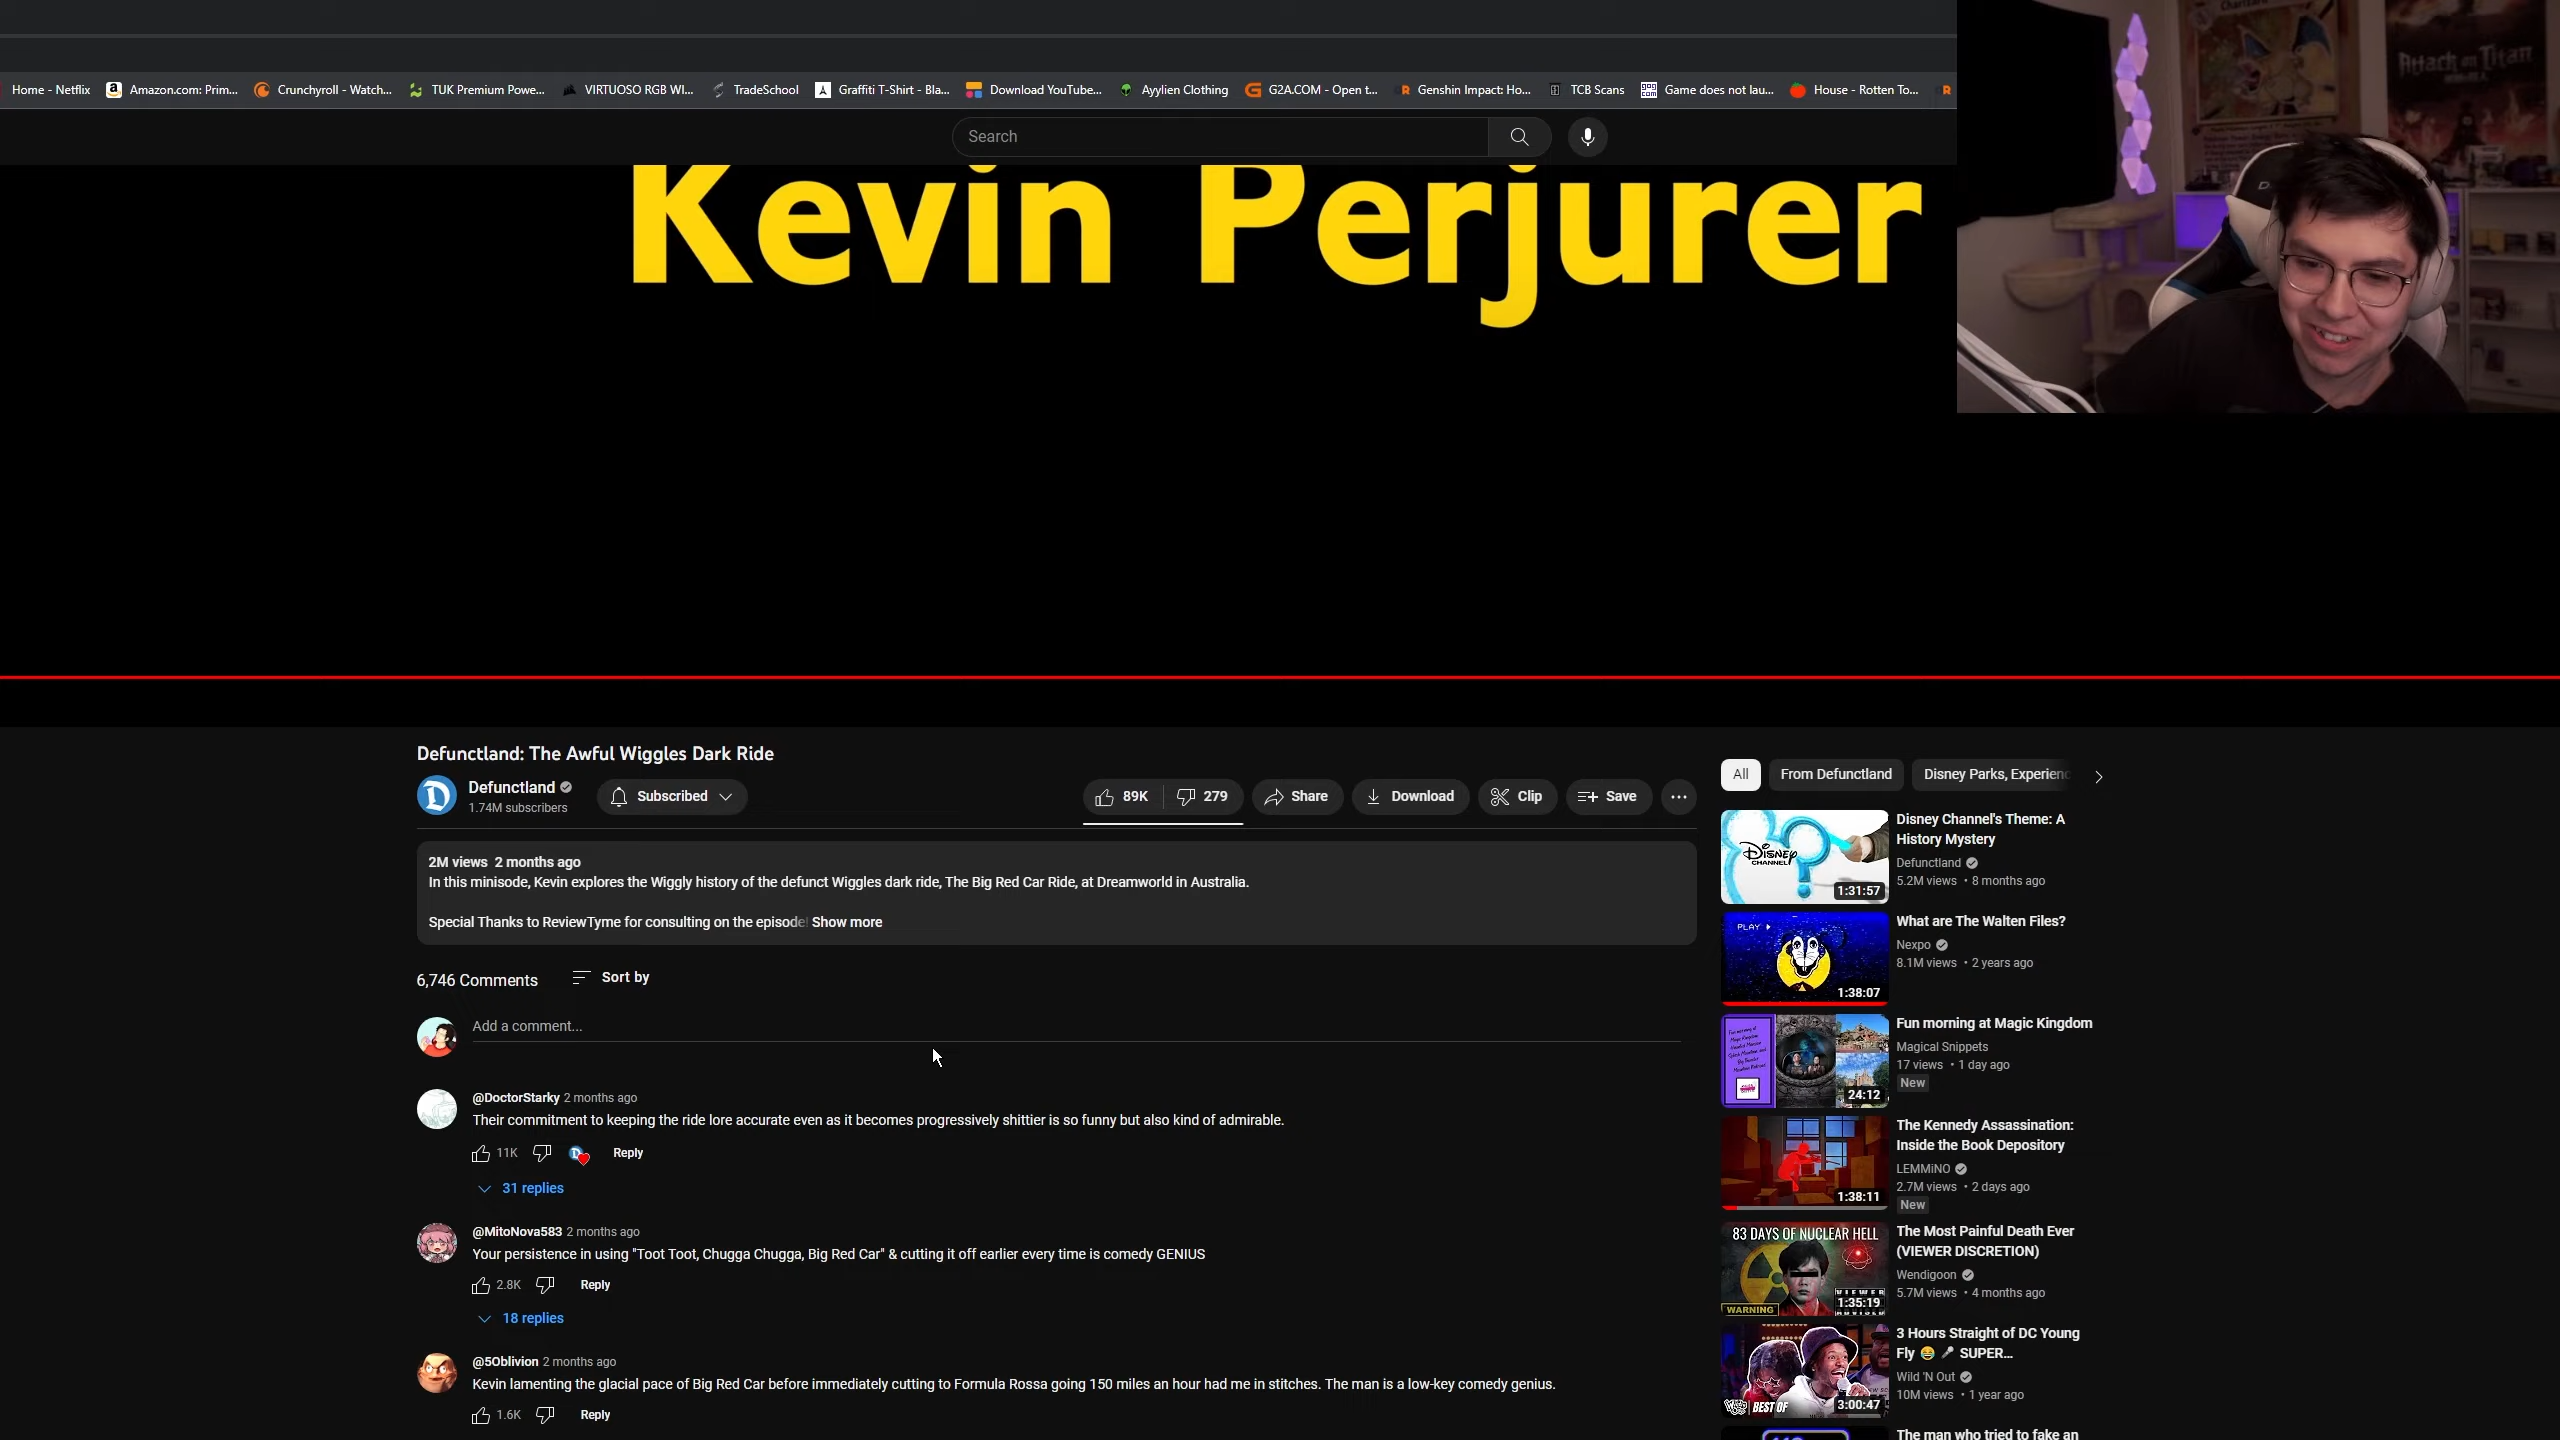 Home - Netflix
Amazon.com: Prim...
Crunchyroll - Watch...
TUK Premium Powe...
VIRTUOSO RGB WI...
TradeSchool
Graffiti T-Shirt - Bla...
Download YouTube...
Ayylien Clothing
G2A.COM - Open t...
Genshin Impact: Ho...
TCB Scans
Game does not lau...
House - Rotten To...
Attack on Titan
Search
Kevin Perjurer
Defunctland: The Awful Wiggles Dark Ride
Defunctland
1.74M subscribers
Subscribed
89K
279
Share
Download
Clip
Save
2M views 2 months ago
In this minisode, Kevin explores the Wiggly history of the defunct Wiggles dark ride, The Big Red Car Ride, at Dreamworld in Australia.
Special Thanks to ReviewTyme for consulting on the episode! Show more
6,746 Comments
Sort by
Add a comment...
@DoctorStarky 2 months ago
Their commitment to keeping the ride lore accurate even as it becomes progressively shittier is so funny but also kind of admirable.
11K
Reply
31 replies
@MitoNova583 2 months ago
Your persistence in using "Toot Toot, Chugga Chugga, Big Red Car" & cutting it off earlier every time is comedy GENIUS
2.8K
Reply
18 replies
@5Oblivion 2 months ago
Kevin lamenting the glacial pace of Big Red Car before immediately cutting to Formula Rossa going 150 miles an hour had me in stitches. The man is a low-key comedy genius.
1.6K
Reply
All
From Defunctland
Disney Parks, Experienc
Disney CHANNEL
1:31:57
Disney Channel's Theme: A
History Mystery
Defunctland
5.2M views • 8 months ago
PLAY
1:38:07
What are The Walten Files?
Nexpo
8.1M views • 2 years ago
24:12
Fun morning at Magic Kingdom
Magical Snippets
17 views • 1 day ago
New
1:38:11
The Kennedy Assassination:
Inside the Book Depository
LEMMiNO
2.7M views • 2 days ago
New
83 DAYS OF NUCLEAR HELL
WARNING
1:35:19
The Most Painful Death Ever
(VIEWER DISCRETION)
Wendigoon
5.7M views • 4 months ago
BEST OF
3:00:47
3 Hours Straight of DC Young
Fly 😂 🎤 SUPER...
Wild 'N Out
10M views • 1 year ago
The man who tried to fake an